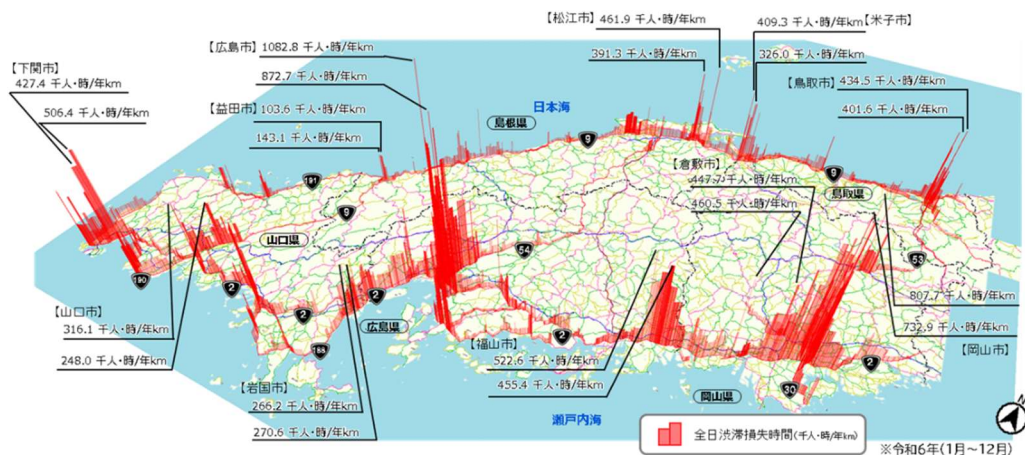 【下関市】
427.4 千人・時/年km
506.4 千人・時/年km
【広島市】 1082.8 千人・時/年km
872.7 千人・時/年km
【益田市】 103.6 千人・時/年km
143.1 千人・時/年km
【松江市】 461.9 千人・時/年km
391.3 千人・時/年km
409.3 千人・時/年km 【米子市】
326.0 千人・時/年km
【鳥取市】 434.5 千人・時/年km
401.6 千人・時/年km
日本海
島根県
9
191
9
【倉敷市】
447.7 千人・時/年km
460.5 千人・時/年km
9
鳥取県
山口県
54
53
190
2
2
2
188
広島県
2
2
30
岡山県
【山口市】
316.1 千人・時/年km
248.0 千人・時/年km
【岩国市】
266.2 千人・時/年km
270.6 千人・時/年km
【福山市】
522.6 千人・時/年km
455.4 千人・時/年km
807.7 千人・時/年km
732.9 千人・時/年km
【岡山市】
瀬戸内海
全日渋滞損失時間(千人・時/年km)
N
※令和6年(1月～12月)